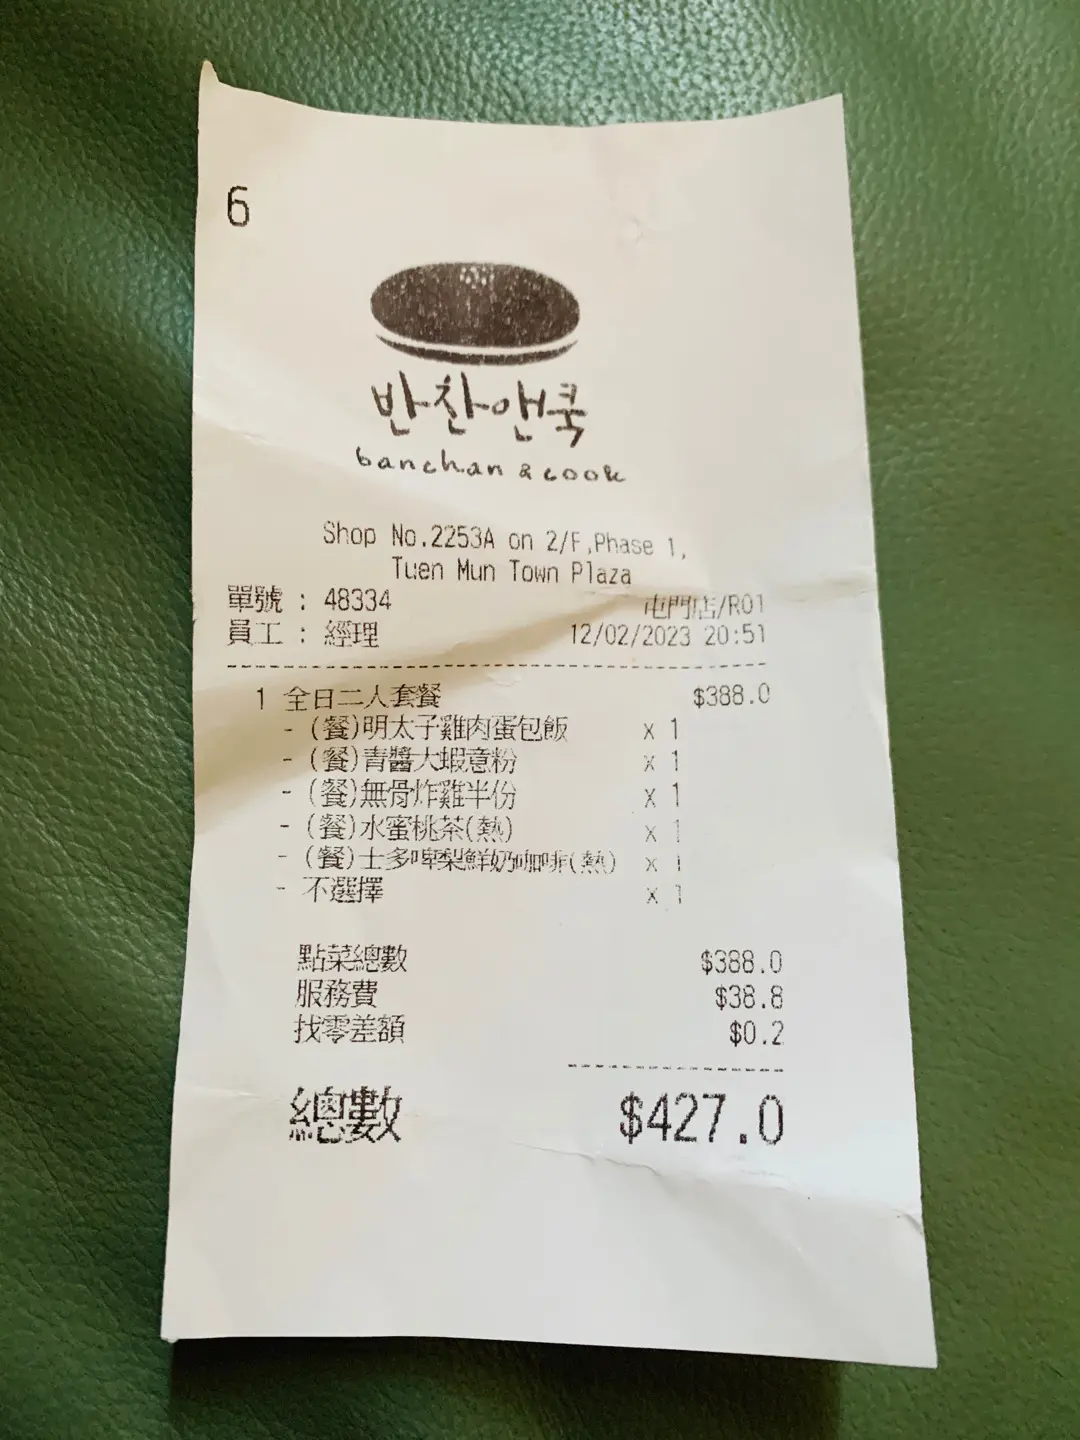 6
반찬앤쿡
banchan & cook
Shop No.2253A on 2/F,Phase 1,
Tuen Mun Town Plaza
單號 : 48334 屯門店/R01
員工 : 經理 12/02/2023 20:51
1 全日二人套餐 $388.0
- (餐)明太子雞肉蛋包飯 x 1
- (餐)青醬大蝦意粉 x 1
- (餐)無骨炸雞半份 x 1
- (餐)水蜜桃茶(熱) x 1
- (餐)士多啤梨鮮奶咖啡(熱) x 1
- 不選擇 x 1
點菜總數 $388.0
服務費 $38.8
找零差額 $0.2
總數 $427.0